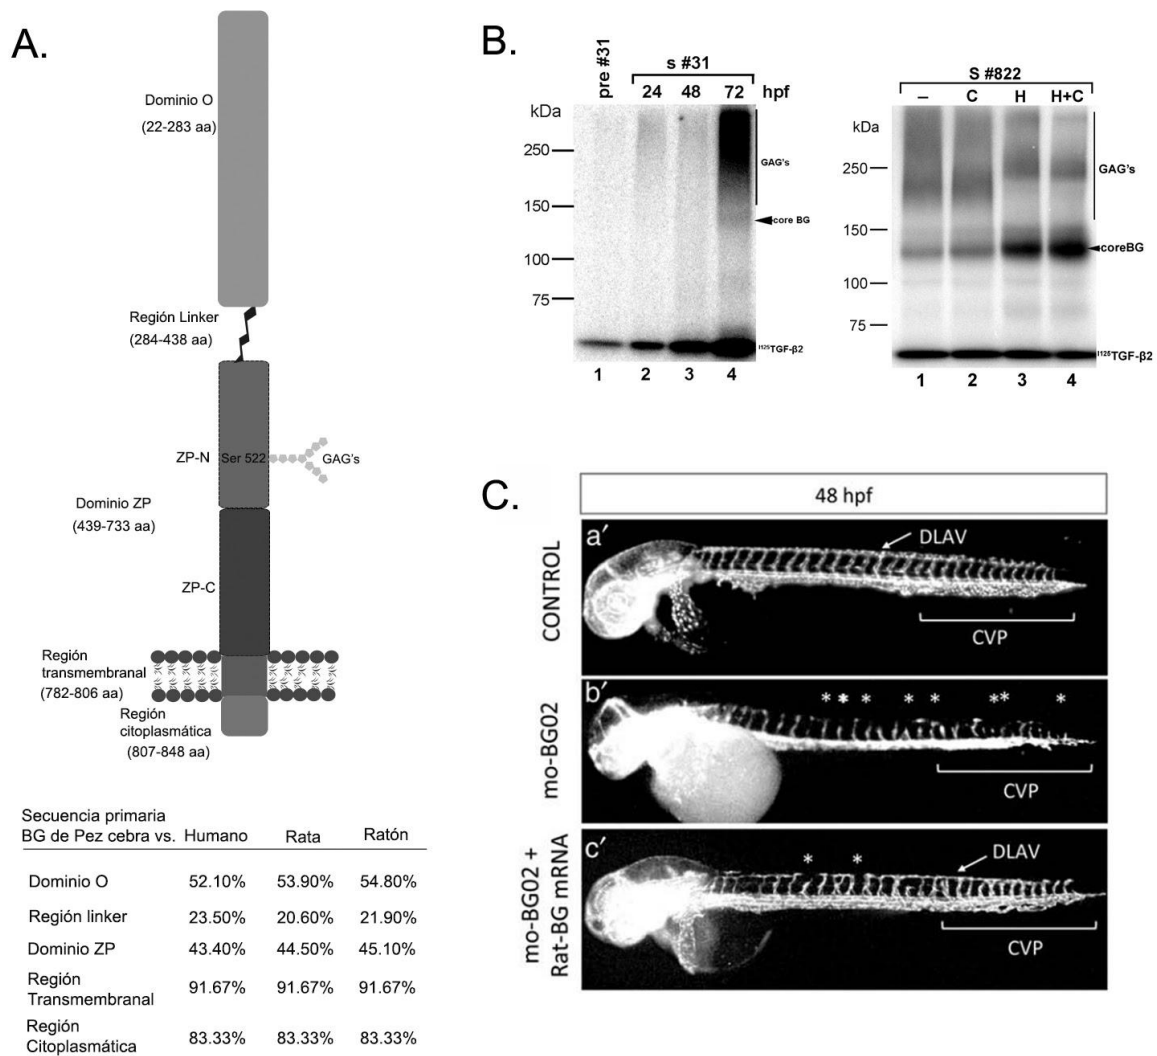 A.
Dominio O
(22-283 aa)
Región Linker
(284-438 aa)
ZP-N
Ser 522
GAG's
Dominio ZP
(439-733 aa)
ZP-C
Región
transmembranal
(782-806 aa)
Región
citoplasmática
(807-848 aa)
Secuencia primaria
BG de Pez cebra vs. Humano Rata Ratón
Dominio O 52.10% 53.90% 54.80%
Región linker 23.50% 20.60% 21.90%
Dominio ZP 43.40% 44.50% 45.10%
Región
Transmembranal 91.67% 91.67% 91.67%
Región
Citoplasmática 83.33% 83.33% 83.33%
B.
pre #31
s #31
24 48 72 hpf
kDa
250
150
100
75
GAG's
core BG
I125TGF-β2
1 2 3 4
S #822
– C H H+C
kDa
250
150
100
75
GAG's
coreBG
I125TGF-β2
1 2 3 4
C.
48 hpf
CONTROL
a′
DLAV
CVP
mo-BG02
b′
* * * * * * * *
CVP
mo-BG02 +
Rat-BG mRNA
c′
* *
DLAV
CVP